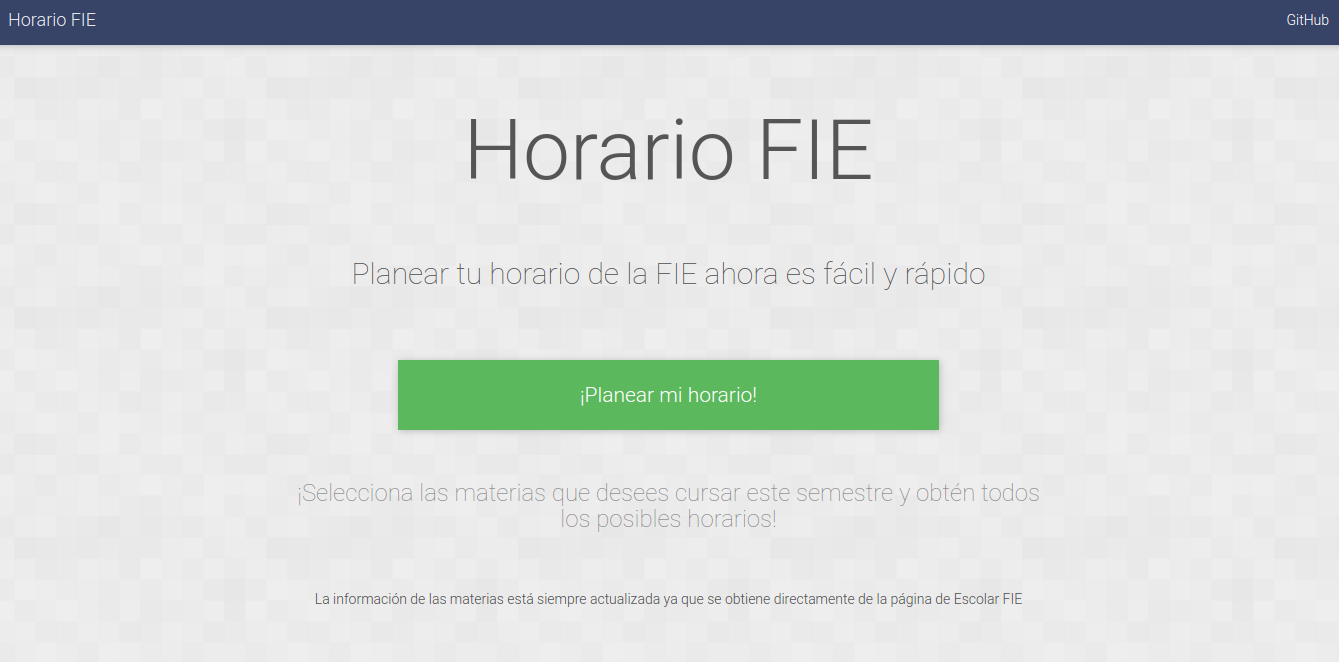 Horario FIE
GitHub
Horario FIE
Planear tu horario de la FIE ahora es fácil y rápido
¡Planear mi horario!
¡Selecciona las materias que desees cursar este semestre y obtén todos
los posibles horarios!
La información de las materias está siempre actualizada ya que se obtiene directamente de la página de Escolar FIE